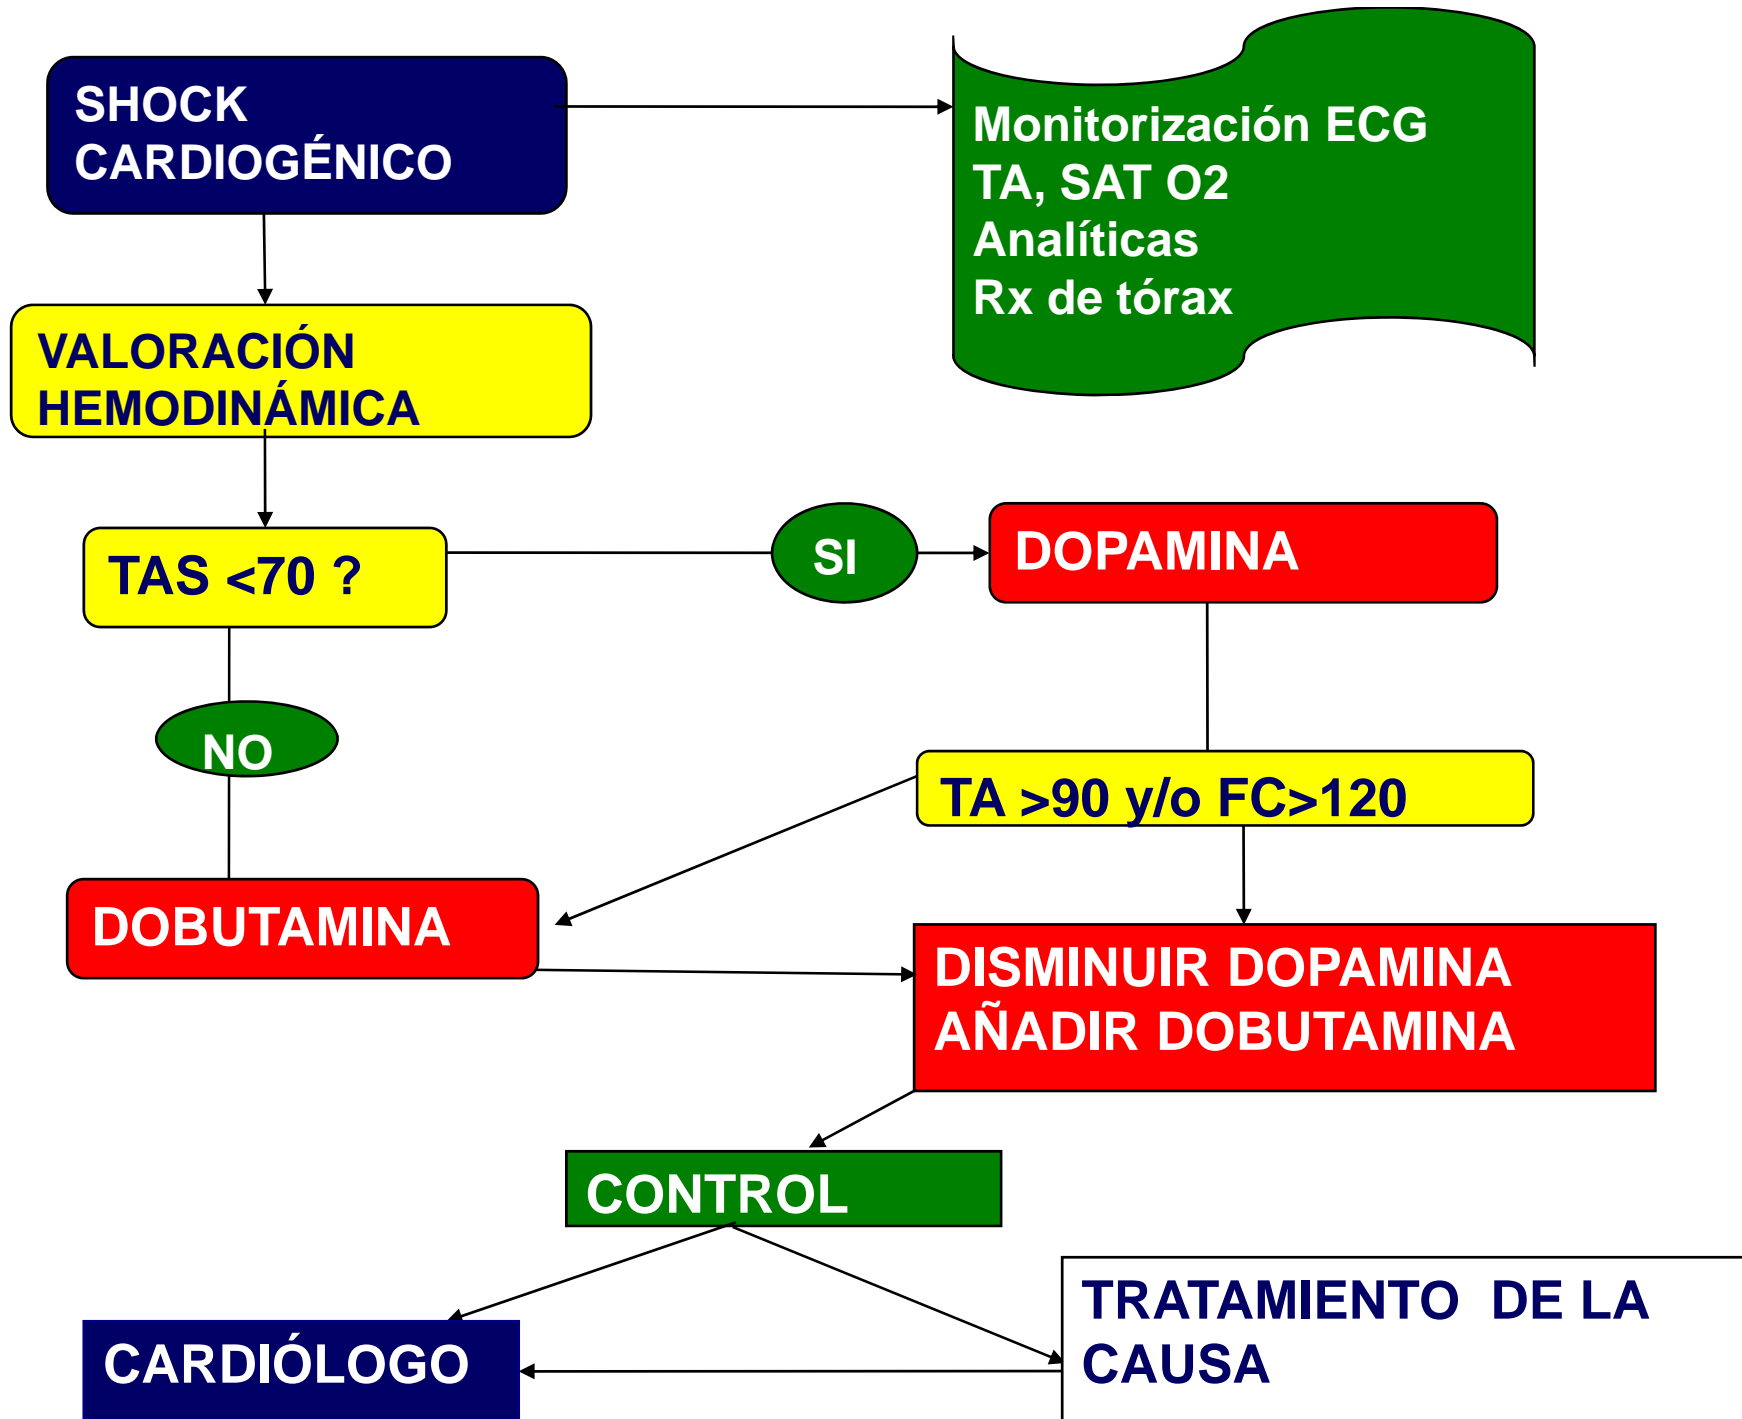 SHOCK
CARDIOGÉNICO
Monitorización ECG
TA, SAT O2
Analíticas
Rx de tórax
VALORACIÓN
HEMODINÁMICA
TAS <70 ?
SI
DOPAMINA
NO
TA >90 y/o FC>120
DOBUTAMINA
DISMINUIR DOPAMINA
AÑADIR DOBUTAMINA
CONTROL
TRATAMIENTO DE LA
CAUSA
CARDIÓLOGO